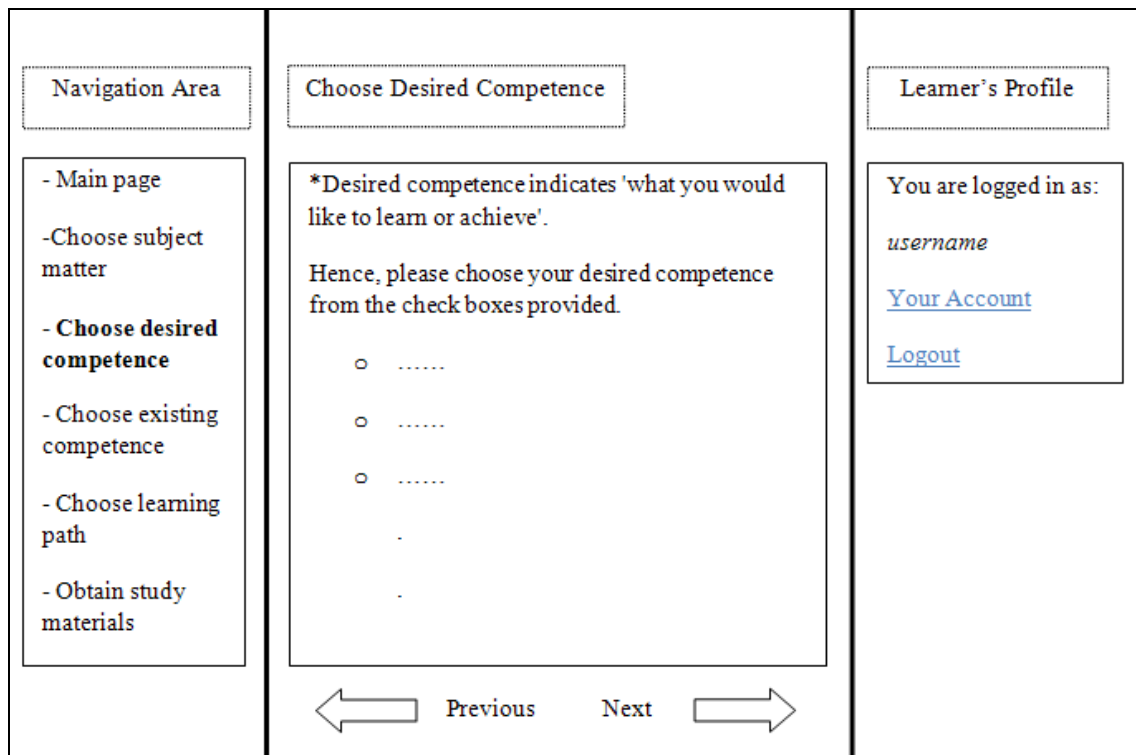 Navigation Area
- Main page
-Choose subject
matter
- Choose desired
competence
- Choose existing
competence
- Choose learning
path
- Obtain study
materials
Choose Desired Competence
*Desired competence indicates 'what you would
like to learn or achieve'.
Hence, please choose your desired competence
from the check boxes provided.
o ......
o ......
o ......
.
.
Previous Next
Learner’s Profile
You are logged in as:
username
Your Account
Logout